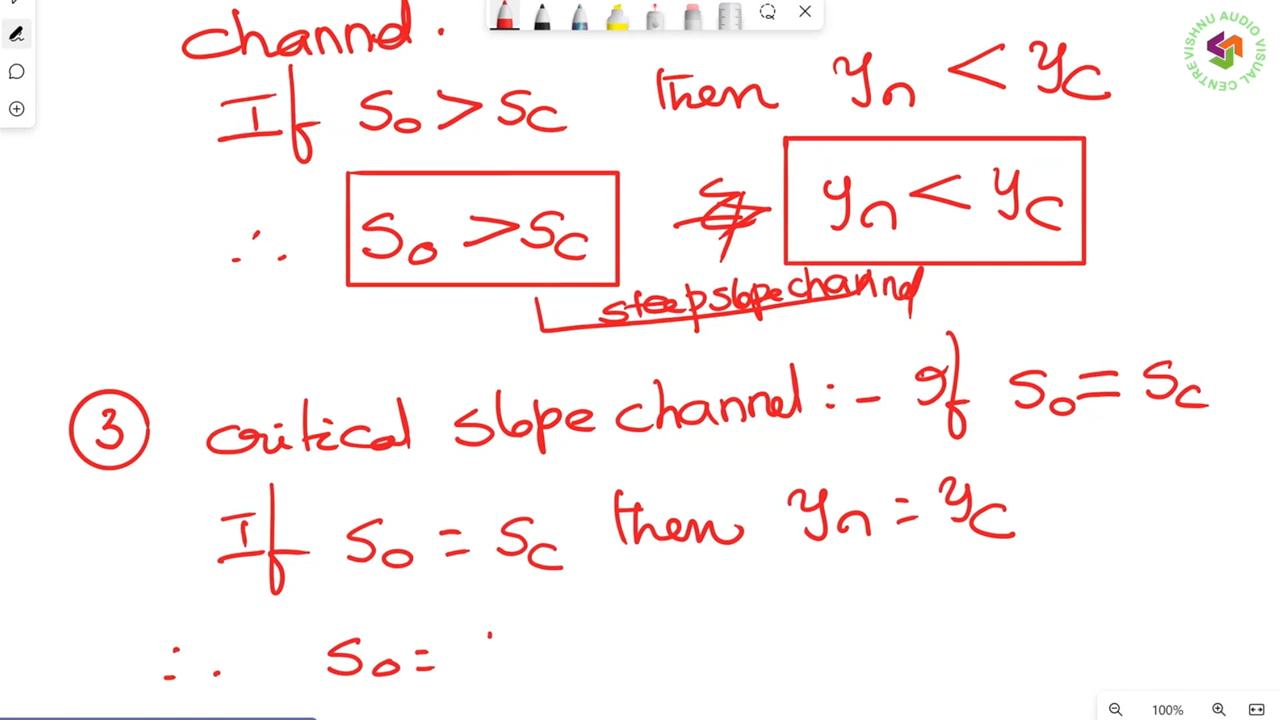 channel.
If S₀ > Sc then yn < yc
∴ S₀ > Sc yn < yc
steep slope channel
③ critical slope channel :- If S₀ = Sc
If S₀ = Sc then yn = yc
∴ S₀ =
VISHNU AUDIO VISUAL CENTRE
100%